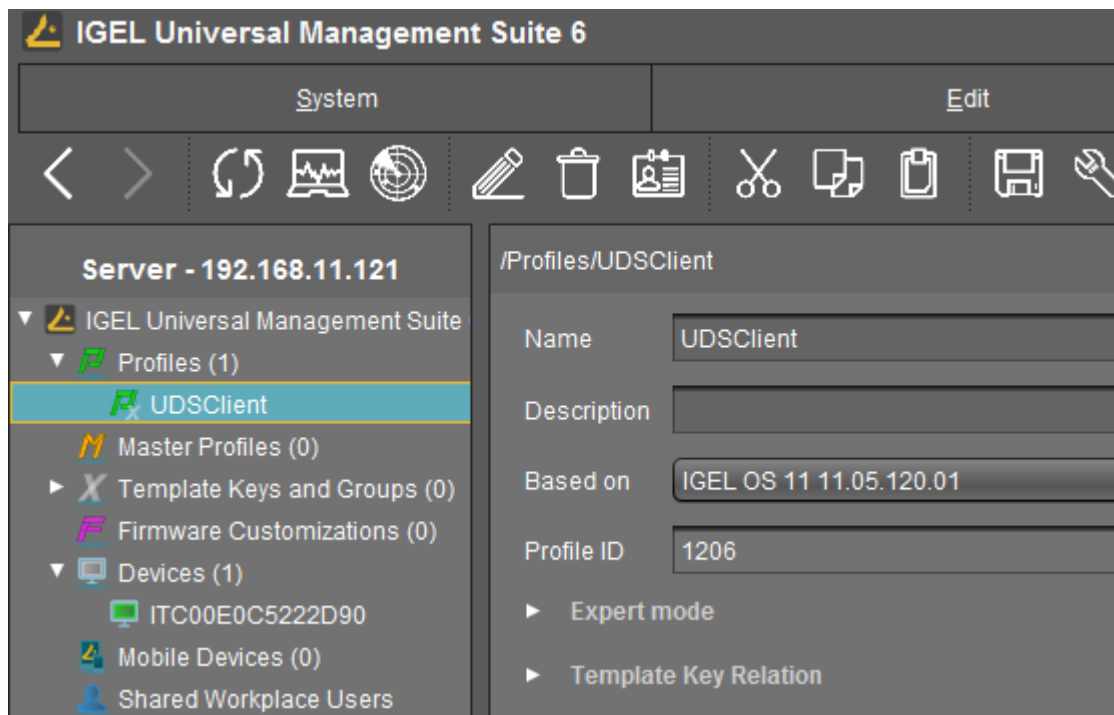 IGEL Universal Management Suite 6
System
Edit
Server - 192.168.11.121
IGEL Universal Management Suite
Profiles (1)
UDSClient
Master Profiles (0)
Template Keys and Groups (0)
Firmware Customizations (0)
Devices (1)
ITC00E0C5222D90
Mobile Devices (0)
Shared Workplace Users
/Profiles/UDSClient
Name UDSClient
Description
Based on IGEL OS 11 11.05.120.01
Profile ID 1206
Expert mode
Template Key Relation